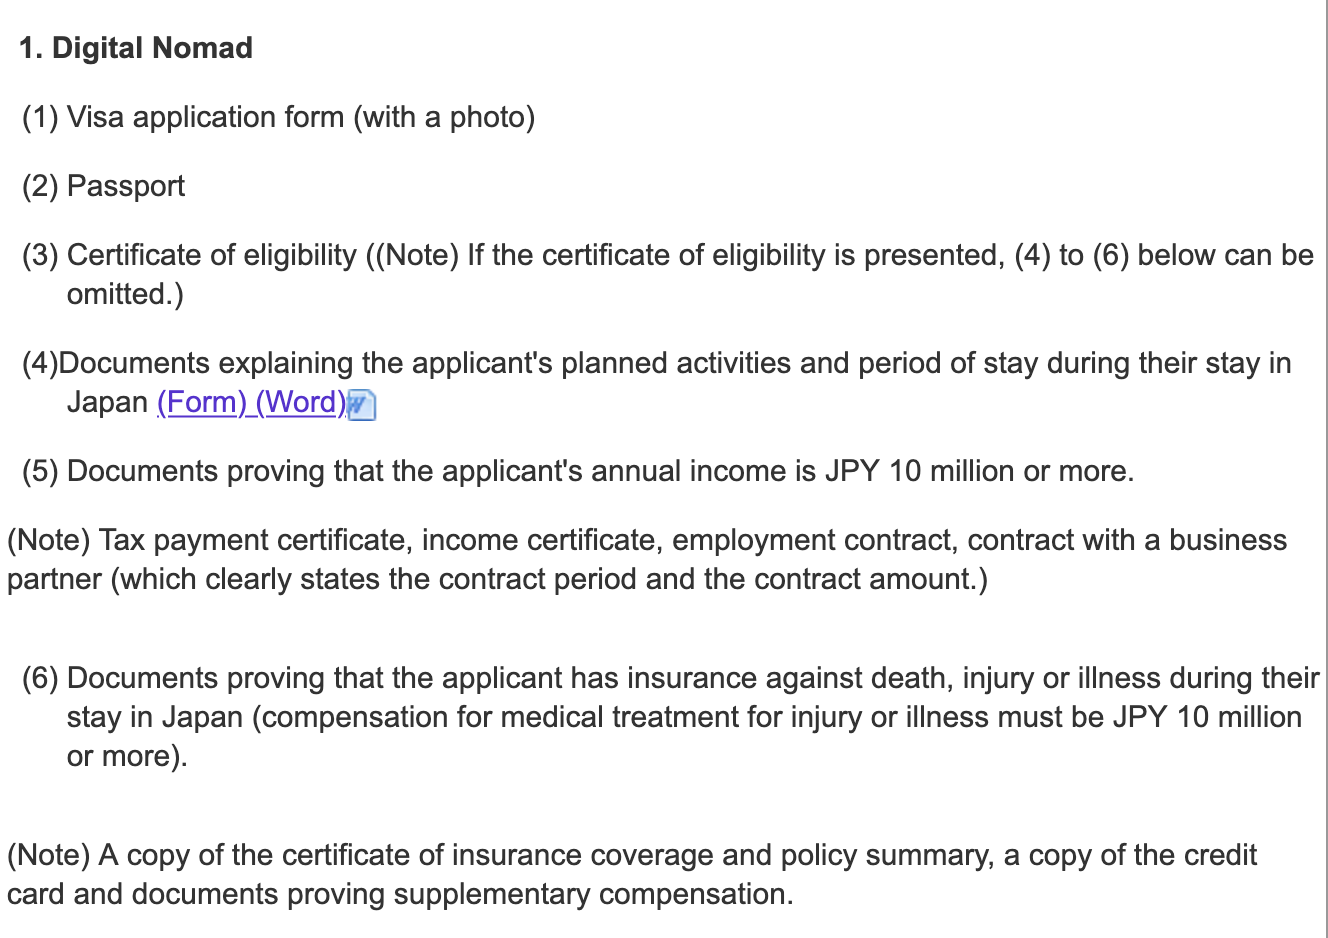 1. Digital Nomad
(1) Visa application form (with a photo)
(2) Passport
(3) Certificate of eligibility ((Note) If the certificate of eligibility is presented, (4) to (6) below can be
omitted.)
(4)Documents explaining the applicant's planned activities and period of stay during their stay in
Japan (Form) (Word)
(5) Documents proving that the applicant's annual income is JPY 10 million or more.
(Note) Tax payment certificate, income certificate, employment contract, contract with a business
partner (which clearly states the contract period and the contract amount.)
(6) Documents proving that the applicant has insurance against death, injury or illness during their
stay in Japan (compensation for medical treatment for injury or illness must be JPY 10 million
or more).
(Note) A copy of the certificate of insurance coverage and policy summary, a copy of the credit
card and documents proving supplementary compensation.